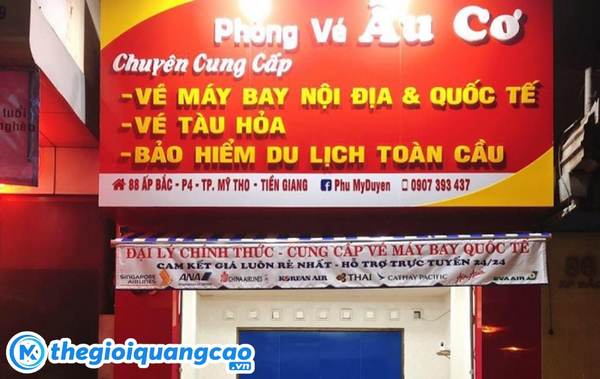 Phòng Vé Âu Cơ
Chuyên Cung Cấp
-VÉ MÁY BAY NỘI ĐỊA & QUỐC TẾ
-VÉ TÀU HỎA
-BẢO HIỂM DU LỊCH TOÀN CẦU
88 ẤP BẮC - P4 - TP. MỸ THO - TIỀN GIANG Phu MyDuyen 0907 393 437
ĐẠI LÝ CHÍNH THỨC - CUNG CẤP VÉ MÁY BAY QUỐC TẾ
CAM KẾT GIÁ LUÔN RẺ NHẤT - HỖ TRỢ TRỰC TUYẾN 24/24
SINGAPORE AIRLINES ANA CHINA AIRLINES KOREAN AIR THAI CATHAY PACIFIC AirAsia EVA AIR
thegioiquangcao.vn